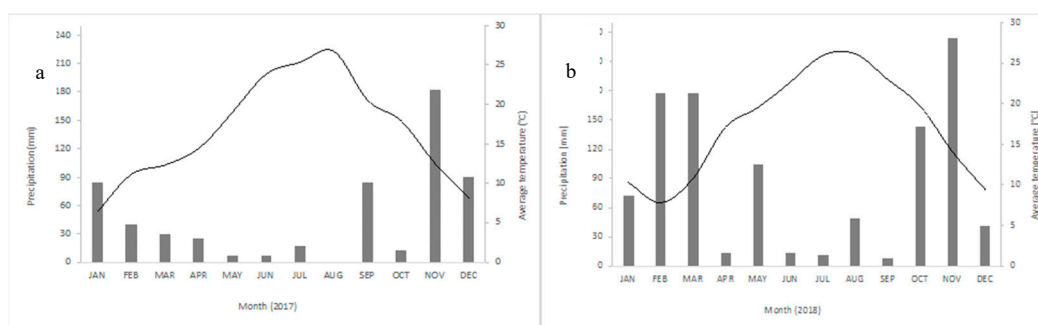 a
Precipitation (mm)
240
210
180
150
120
90
60
30
0
30
25
20
15
10
5
0
Average temperature (°C)
JAN FEB MAR APR MAY JUN JUL AUG SEP OCT NOV DEC
Month (2017)
b
Precipitation (mm)
150
120
90
60
30
0
30
25
20
15
10
5
0
Average temperature (°C)
JAN FEB MAR APR MAY JUN JUL AUG SEP OCT NOV DEC
Month (2018)